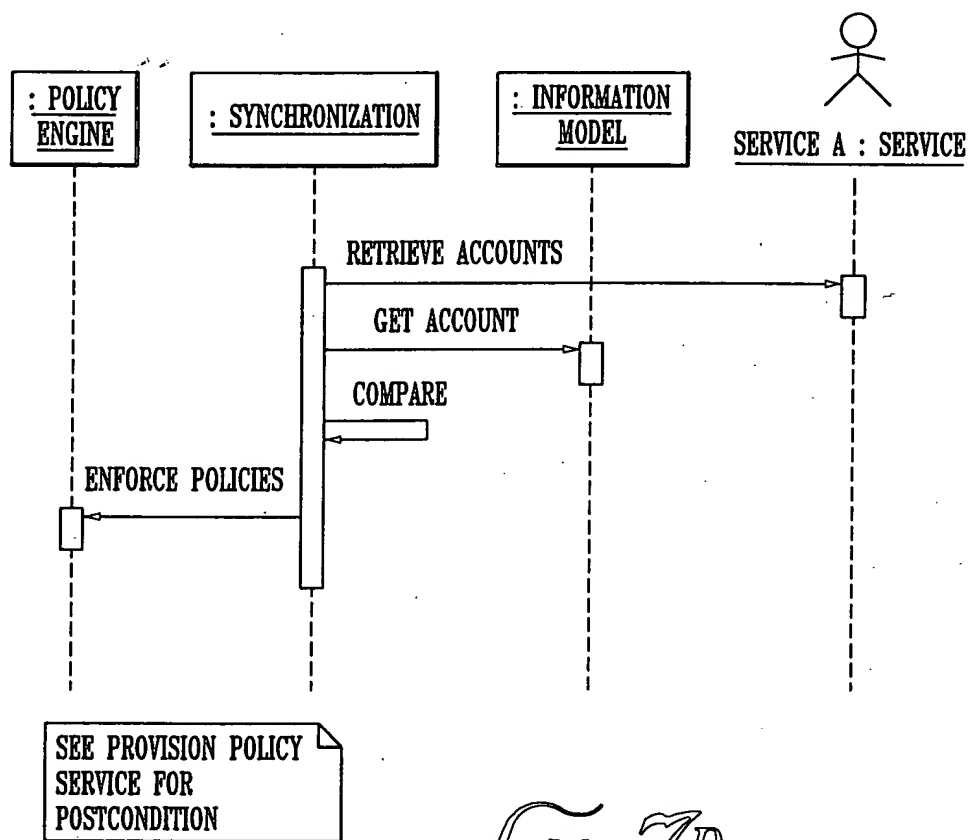 : POLICY
ENGINE
: SYNCHRONIZATION
: INFORMATION
MODEL
SERVICE A : SERVICE
RETRIEVE ACCOUNTS
GET ACCOUNT
COMPARE
ENFORCE POLICIES
SEE PROVISION POLICY
SERVICE FOR
POSTCONDITION